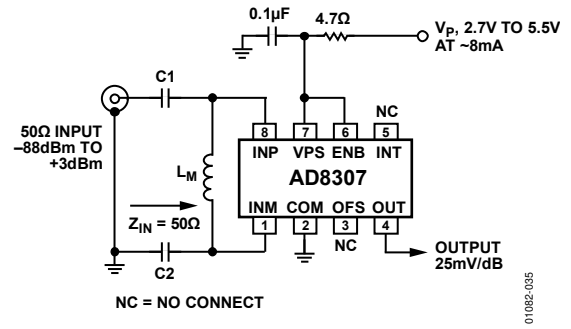 0.1µF
4.7Ω
VP, 2.7V TO 5.5V
AT ~8mA
C1
NC
50Ω INPUT
–88dBm TO
+3dBm
8
7
6
5
INP
VPS
ENB
INT
LM
AD8307
ZIN = 50Ω
INM
COM
OFS
OUT
1
2
3
4
NC
C2
OUTPUT
25mV/dB
NC = NO CONNECT
01082-035